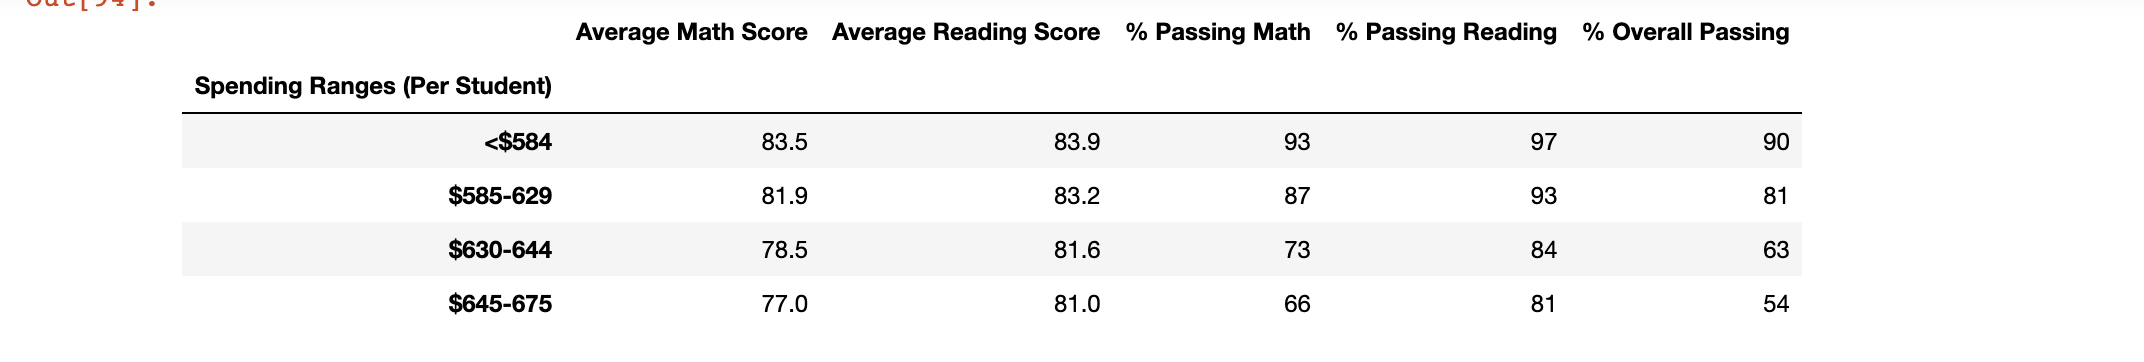 Out[94]:
Average Math Score Average Reading Score % Passing Math % Passing Reading % Overall Passing
Spending Ranges (Per Student)
<$584 83.5 83.9 93 97 90
$585-629 81.9 83.2 87 93 81
$630-644 78.5 81.6 73 84 63
$645-675 77.0 81.0 66 81 54